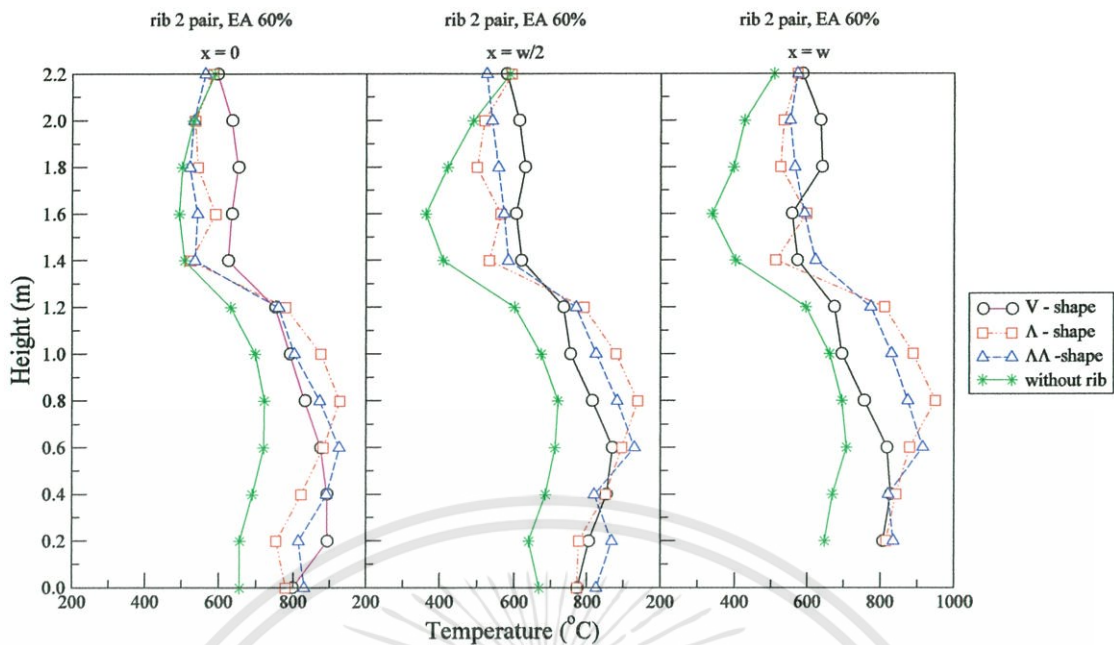 rib 2 pair, EA 60% rib 2 pair, EA 60% rib 2 pair, EA 60%
x = 0 x = w/2 x = w
2.2
2.0
1.8
1.6
1.4
1.2
1.0
0.8
0.6
0.4
0.2
0.0
Height (m)
V - shape
Λ - shape
ΛΛ -shape
without rib
200 400 600 800 200 400 600 800 200 400 600 800 1000
Temperature (°C)